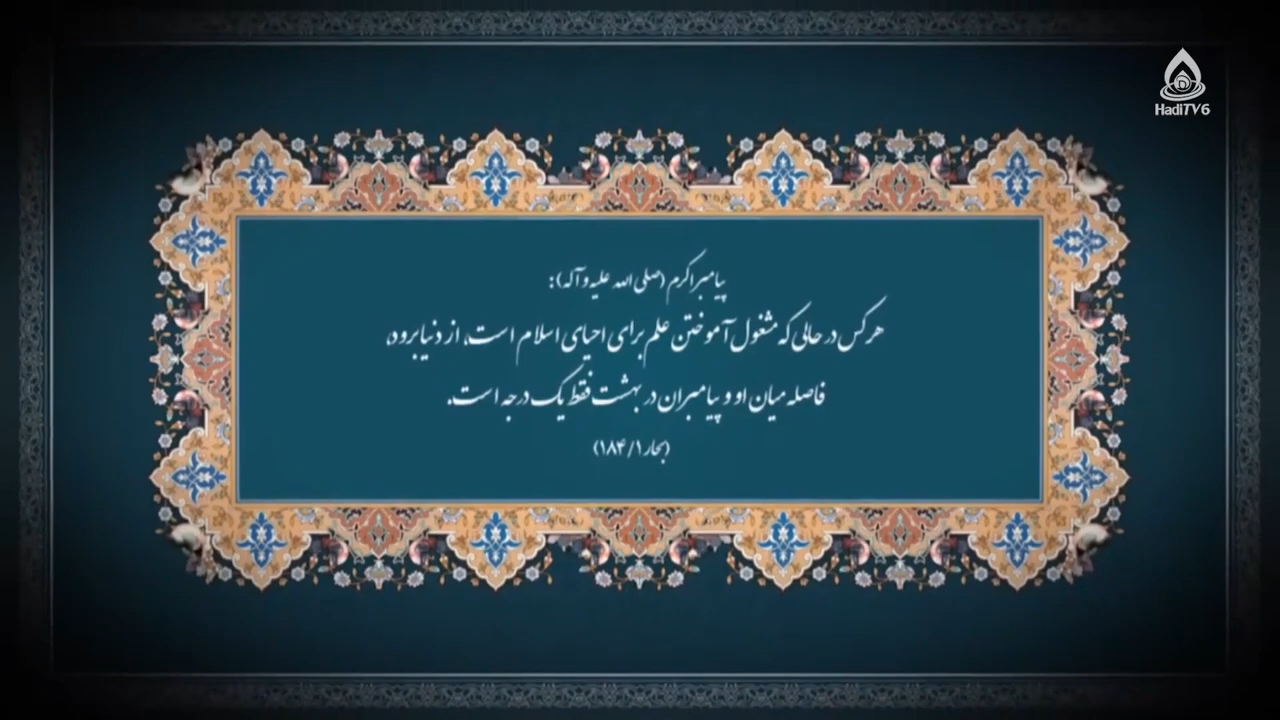 HadiTV6
پیامبر اکرم (صلی الله علیه و آله):
هر کس در حالی که مشغول آموختن علم برای احیای اسلام است، از دنیا برود،
فاصله میان او و پیامبران در بهشت فقط یک درجه است.
(بحار ۱/۱۸۴)